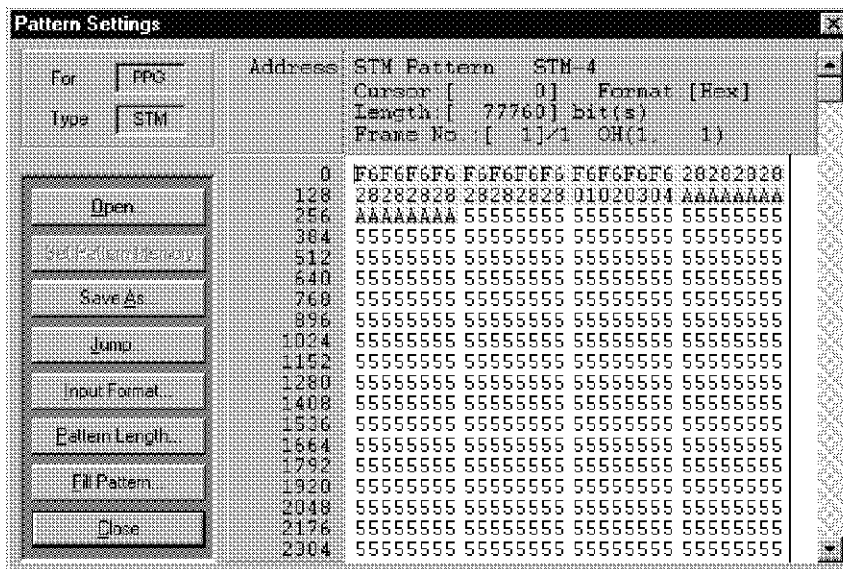 Pattern Settings
For PPG
Type STM
Address STM Pattern STM-4
Cursor:[ 0] Format [Hex]
Length:[ 77760] bit(s)
Frame No :[ 1]/1 OH(1, 1)
Open
Set Pattern Memory
Save As...
Jump
Input Format...
Pattern Length...
Fill Pattern...
Close
0 F6F6F6F6 F6F6F6F6 F6F6F6F6 28282828
128 28282828 28282828 01020304 AAAAAAAA
256 AAAAAAAA 55555555 55555555 55555555
384 55555555 55555555 55555555 55555555
512 55555555 55555555 55555555 55555555
640 55555555 55555555 55555555 55555555
768 55555555 55555555 55555555 55555555
896 55555555 55555555 55555555 55555555
1024 55555555 55555555 55555555 55555555
1152 55555555 55555555 55555555 55555555
1280 55555555 55555555 55555555 55555555
1408 55555555 55555555 55555555 55555555
1536 55555555 55555555 55555555 55555555
1664 55555555 55555555 55555555 55555555
1792 55555555 55555555 55555555 55555555
1920 55555555 55555555 55555555 55555555
2048 55555555 55555555 55555555 55555555
2176 55555555 55555555 55555555 55555555
2304 55555555 55555555 55555555 55555555